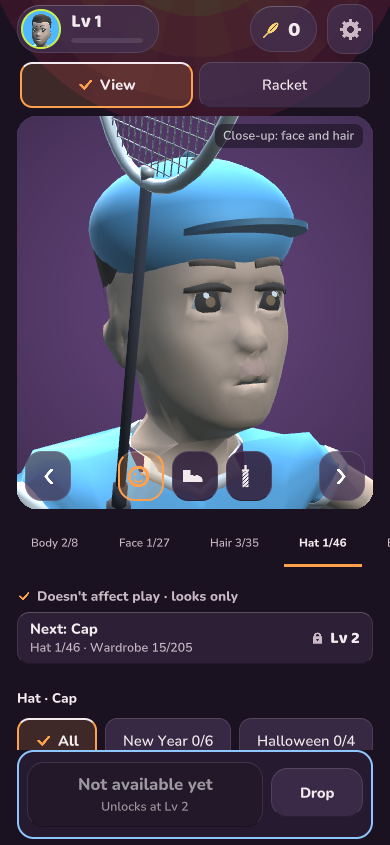 Lv 1
0
View
Racket
Close-up: face and hair
Body 2/8
Face 1/27
Hair 3/35
Hat 1/46
Doesn't affect play · looks only
Next: Cap
Hat 1/46 · Wardrobe 15/205
Lv 2
Hat · Cap
All
New Year 0/6
Halloween 0/4
Not available yet
Unlocks at Lv 2
Drop